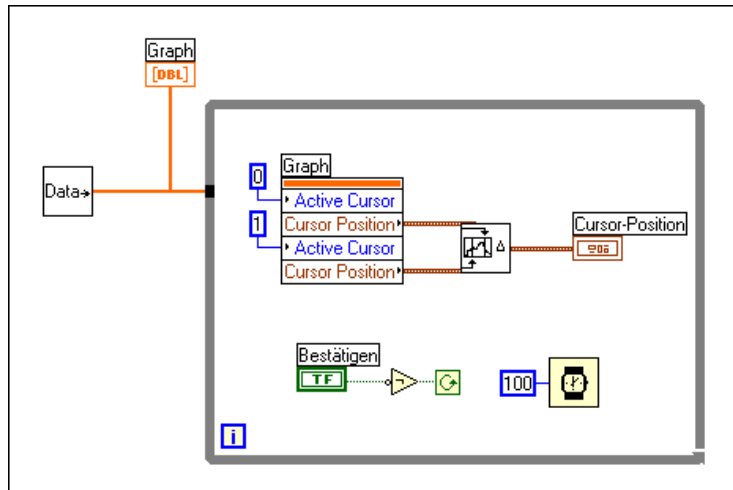 Graph
[DBL]
Data
Graph
0
Active Cursor
Cursor Position
1
Active Cursor
Cursor Position
Δ
Cursor-Position
Bestätigen
TF
100
i